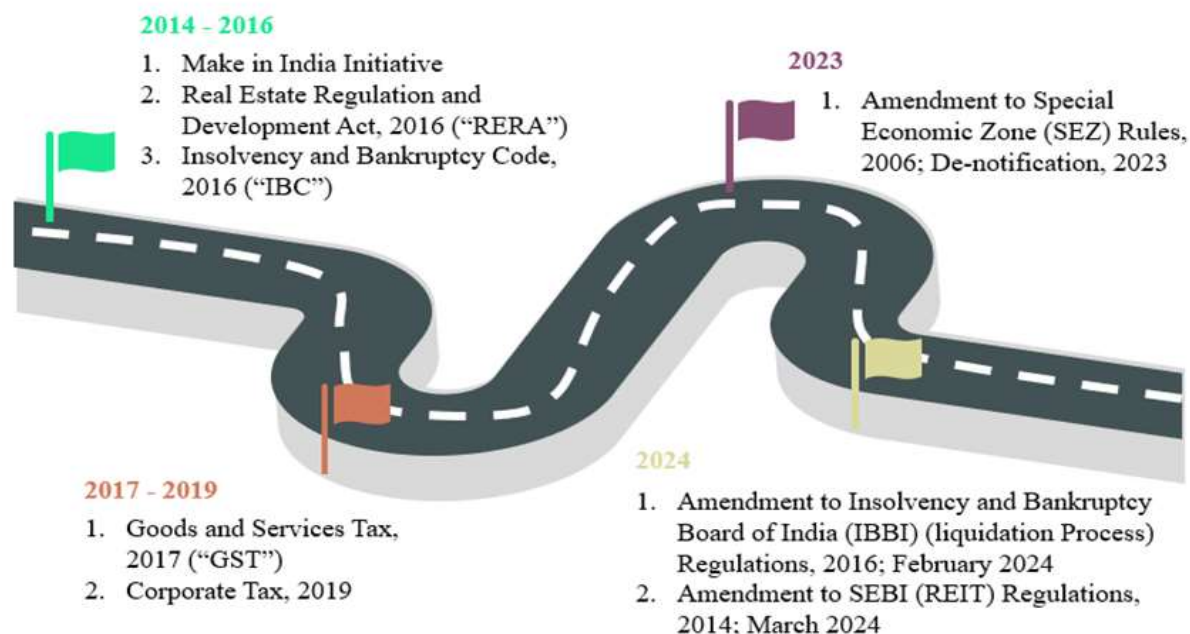 2014 - 2016
1. Make in India Initiative
2. Real Estate Regulation and
Development Act, 2016 (“RERA”)
3. Insolvency and Bankruptcy Code,
2016 (“IBC”)
2023
1. Amendment to Special
Economic Zone (SEZ) Rules,
2006; De-notification, 2023
2017 - 2019
1. Goods and Services Tax,
2017 (“GST”)
2. Corporate Tax, 2019
2024
1. Amendment to Insolvency and Bankruptcy
Board of India (IBBI) (liquidation Process)
Regulations, 2016; February 2024
2. Amendment to SEBI (REIT) Regulations,
2014; March 2024